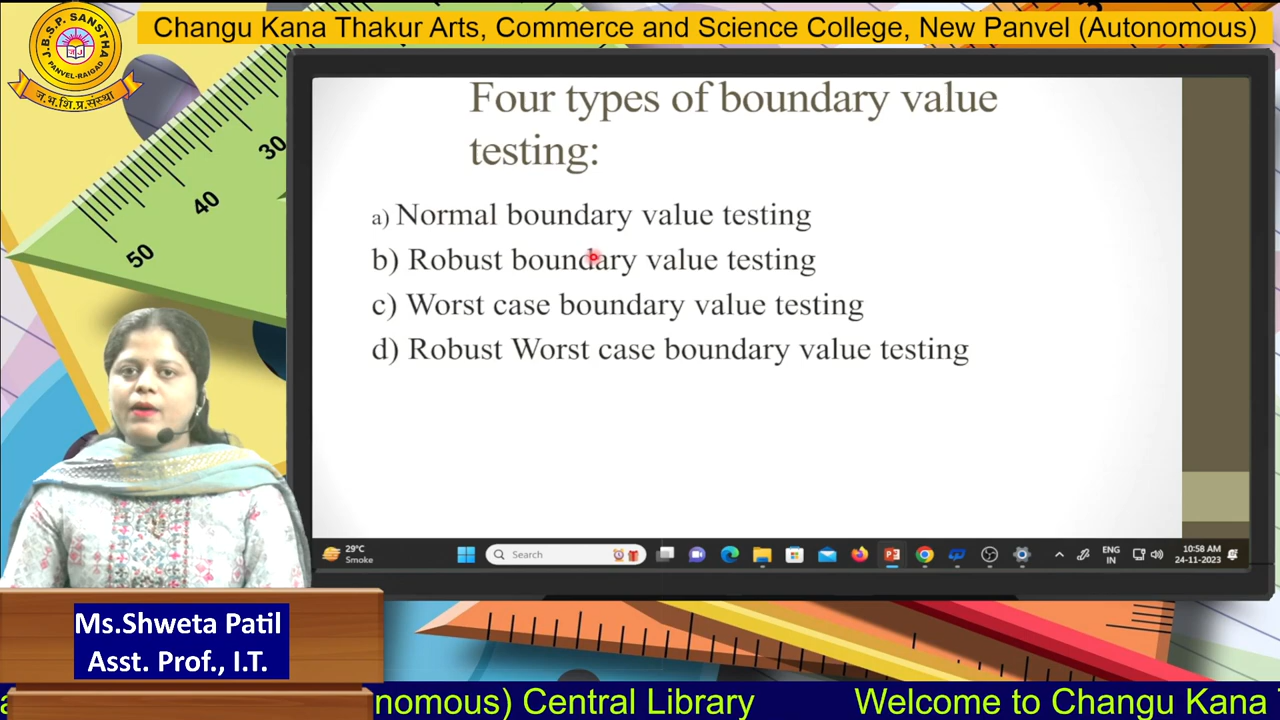 Changu Kana Thakur Arts, Commerce and Science College, New Panvel (Autonomous)
J.B.S.P. SANSTHA
PANVEL-RAIGAD
ज.भ.शि.प्र.संस्था
30
40
50
Four types of boundary value
testing:
a) Normal boundary value testing
b) Robust boundary value testing
c) Worst case boundary value testing
d) Robust Worst case boundary value testing
29°C
Smoke
Search
ENG
IN
10:58 AM
24-11-2023
Ms.Shweta Patil
Asst. Prof., I.T.
nomous) Central Library Welcome to Changu Kana